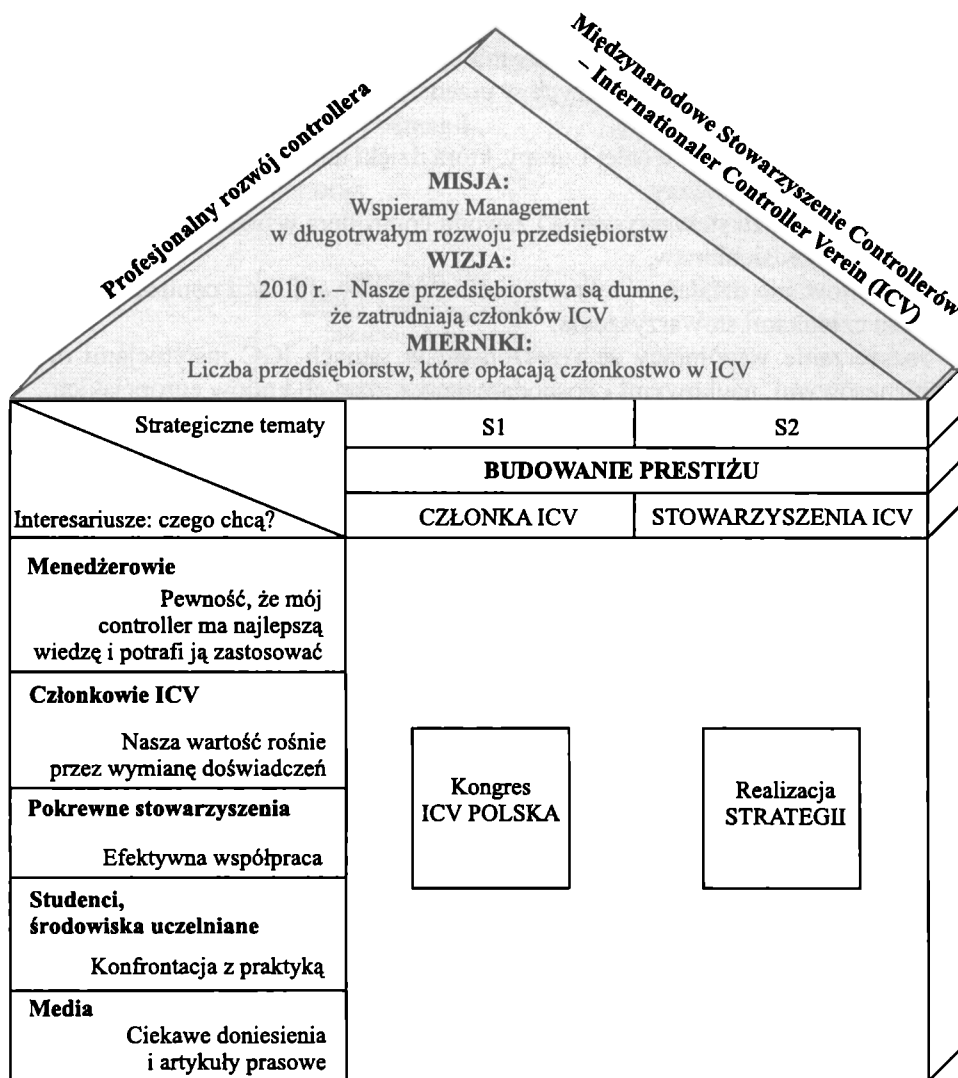 Profesjonalny rozwój controllera
Międzynarodowe Stowarzyszenie Controllerów
– Internationaler Controller Verein (ICV)
MISJA:
Wspieramy Management
w długotrwałym rozwoju przedsiębiorstw
WIZJA:
2010 r. – Nasze przedsiębiorstwa są dumne,
że zatrudniają członków ICV
MIERNIKI:
Liczba przedsiębiorstw, które opłacają członkostwo w ICV
Strategiczne tematy
S1
S2
BUDOWANIE PRESTIŻU
Interesariusze: czego chcą?
CZŁONKA ICV
STOWARZYSZENIA ICV
Menedżerowie
Pewność, że mój
controller ma najlepszą
wiedzę i potrafi ją zastosować
Członkowie ICV
Nasza wartość rośnie
przez wymianę doświadczeń
Pokrewne stowarzyszenia
Efektywna współpraca
Studenci,
środowiska uczelniane
Konfrontacja z praktyką
Media
Ciekawe doniesienia
i artykuły prasowe
Kongres
ICV POLSKA
Realizacja
STRATEGII